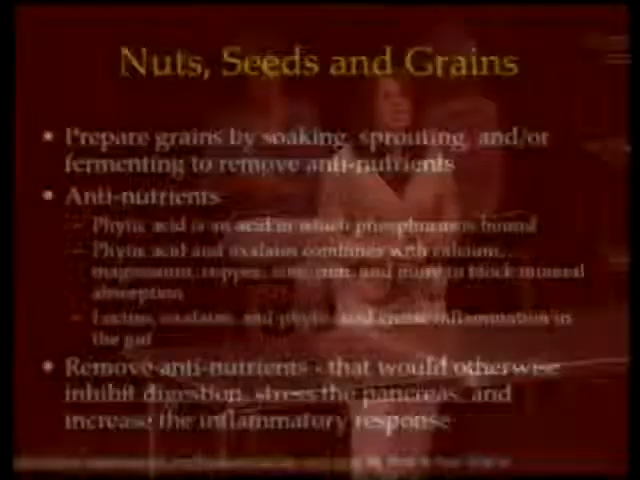 Nuts, Seeds and Grains
• Prepare grains by soaking, sprouting, and/or
fermenting to remove anti-nutrients
• Anti-nutrients
– Phytic acid is an acid in which phosphorus is bound
– Phytic acid and oxalates combines with calcium,
magnesium, copper, and more to block mineral
absorption
– Lectins, oxalates, and phytic acid cause inflammation in
the gut
• Remove anti-nutrients - that would otherwise
inhibit digestion, stress the pancreas, and
increase the inflammatory response